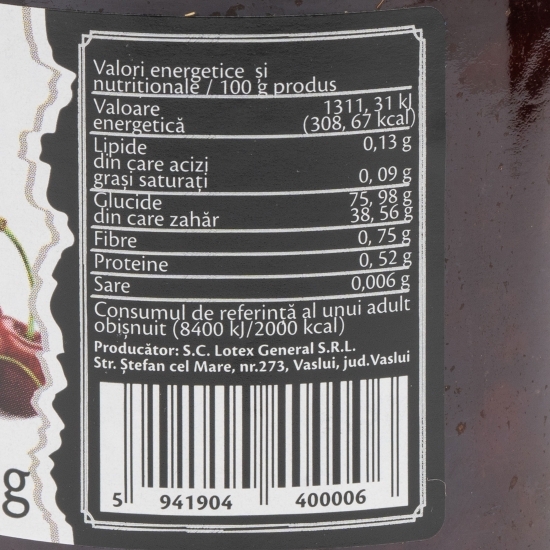 Valori energetice și
nutriționale / 100 g produs
Valoare 1311, 31 kJ
energetică (308, 67 kcal)
Lipide 0,13 g
din care acizi
grași saturați 0, 09 g
Glucide 75, 98 g
din care zahăr 38, 56 g
Fibre 0, 75 g
Proteine 0, 52 g
Sare 0,006 g
Consumul de referință al unui adult
obișnuit (8400 kJ/2000 kcal)
Producător: S.C. Lotex General S.R.L.
Str. Ștefan cel Mare, nr.273, Vaslui, jud.Vaslui
5 941904 400006